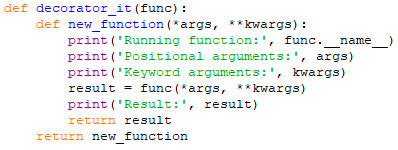 def decorator_it(func):
    def new_function(*args, **kwargs):
        print('Running function:', func.__name__)
        print('Positional arguments:', args)
        print('Keyword arguments:', kwargs)
        result = func(*args, **kwargs)
        print('Result:', result)
        return result
    return new_function